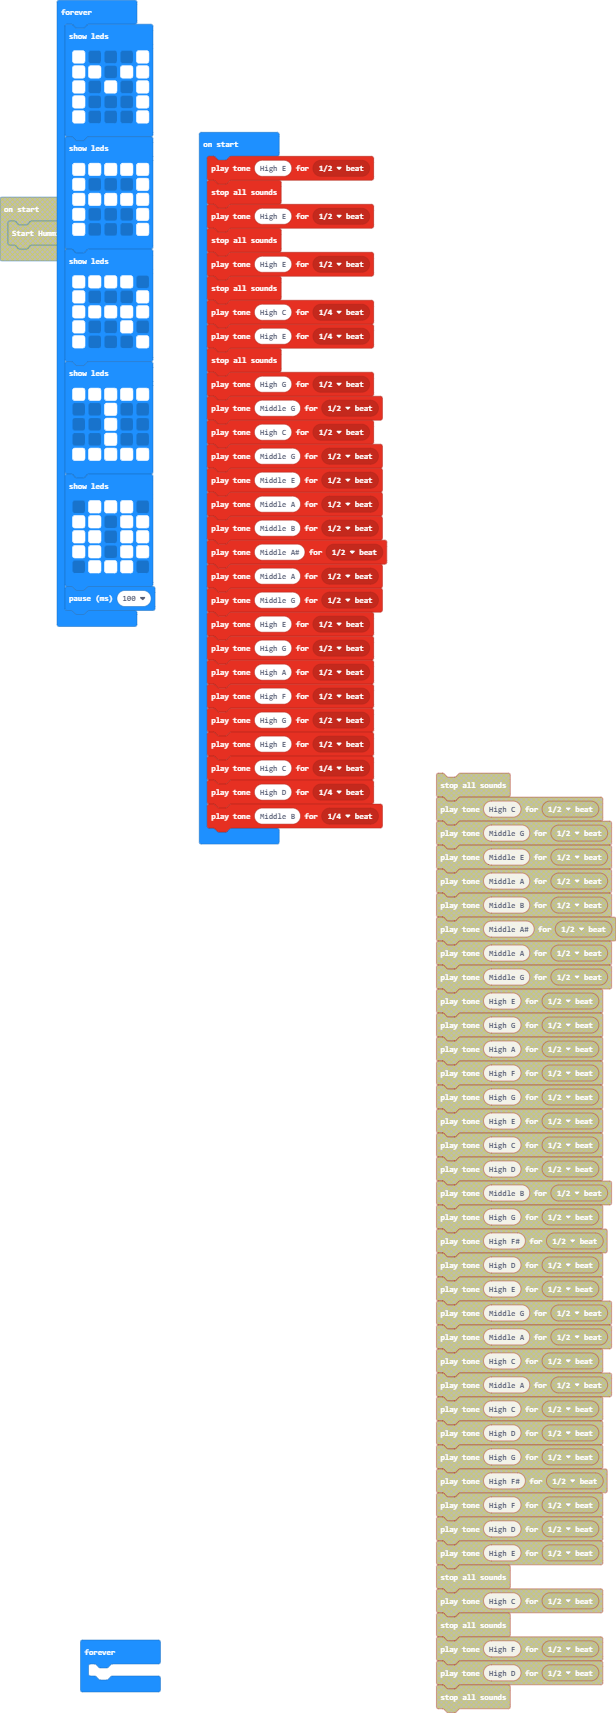 forever
show leds
show leds
show leds
show leds
show leds
pause (ms) 100
on start
Start Humm
on start
play tone High E for 1/2 beat
stop all sounds
play tone High E for 1/2 beat
stop all sounds
play tone High E for 1/2 beat
stop all sounds
play tone High C for 1/4 beat
play tone High E for 1/4 beat
stop all sounds
play tone High G for 1/2 beat
play tone Middle G for 1/2 beat
play tone High C for 1/2 beat
play tone Middle G for 1/2 beat
play tone Middle E for 1/2 beat
play tone Middle A for 1/2 beat
play tone Middle B for 1/2 beat
play tone Middle A# for 1/2 beat
play tone Middle A for 1/2 beat
play tone Middle G for 1/2 beat
play tone High E for 1/2 beat
play tone High G for 1/2 beat
play tone High A for 1/2 beat
play tone High F for 1/2 beat
play tone High G for 1/2 beat
play tone High E for 1/2 beat
play tone High C for 1/4 beat
play tone High D for 1/4 beat
play tone Middle B for 1/4 beat
stop all sounds
play tone High C for 1/2 beat
play tone Middle G for 1/2 beat
play tone Middle E for 1/2 beat
play tone Middle A for 1/2 beat
play tone Middle B for 1/2 beat
play tone Middle A# for 1/2 beat
play tone Middle A for 1/2 beat
play tone Middle G for 1/2 beat
play tone High E for 1/2 beat
play tone High G for 1/2 beat
play tone High A for 1/2 beat
play tone High F for 1/2 beat
play tone High G for 1/2 beat
play tone High E for 1/2 beat
play tone High C for 1/2 beat
play tone High D for 1/2 beat
play tone Middle B for 1/2 beat
play tone High G for 1/2 beat
play tone High F# for 1/2 beat
play tone High D for 1/2 beat
play tone High E for 1/2 beat
play tone Middle G for 1/2 beat
play tone Middle A for 1/2 beat
play tone High C for 1/2 beat
play tone Middle A for 1/2 beat
play tone High C for 1/2 beat
play tone High D for 1/2 beat
play tone High G for 1/2 beat
play tone High F# for 1/2 beat
play tone High F for 1/2 beat
play tone High D for 1/2 beat
play tone High E for 1/2 beat
stop all sounds
play tone High C for 1/2 beat
stop all sounds
play tone High F for 1/2 beat
play tone High D for 1/2 beat
stop all sounds
forever